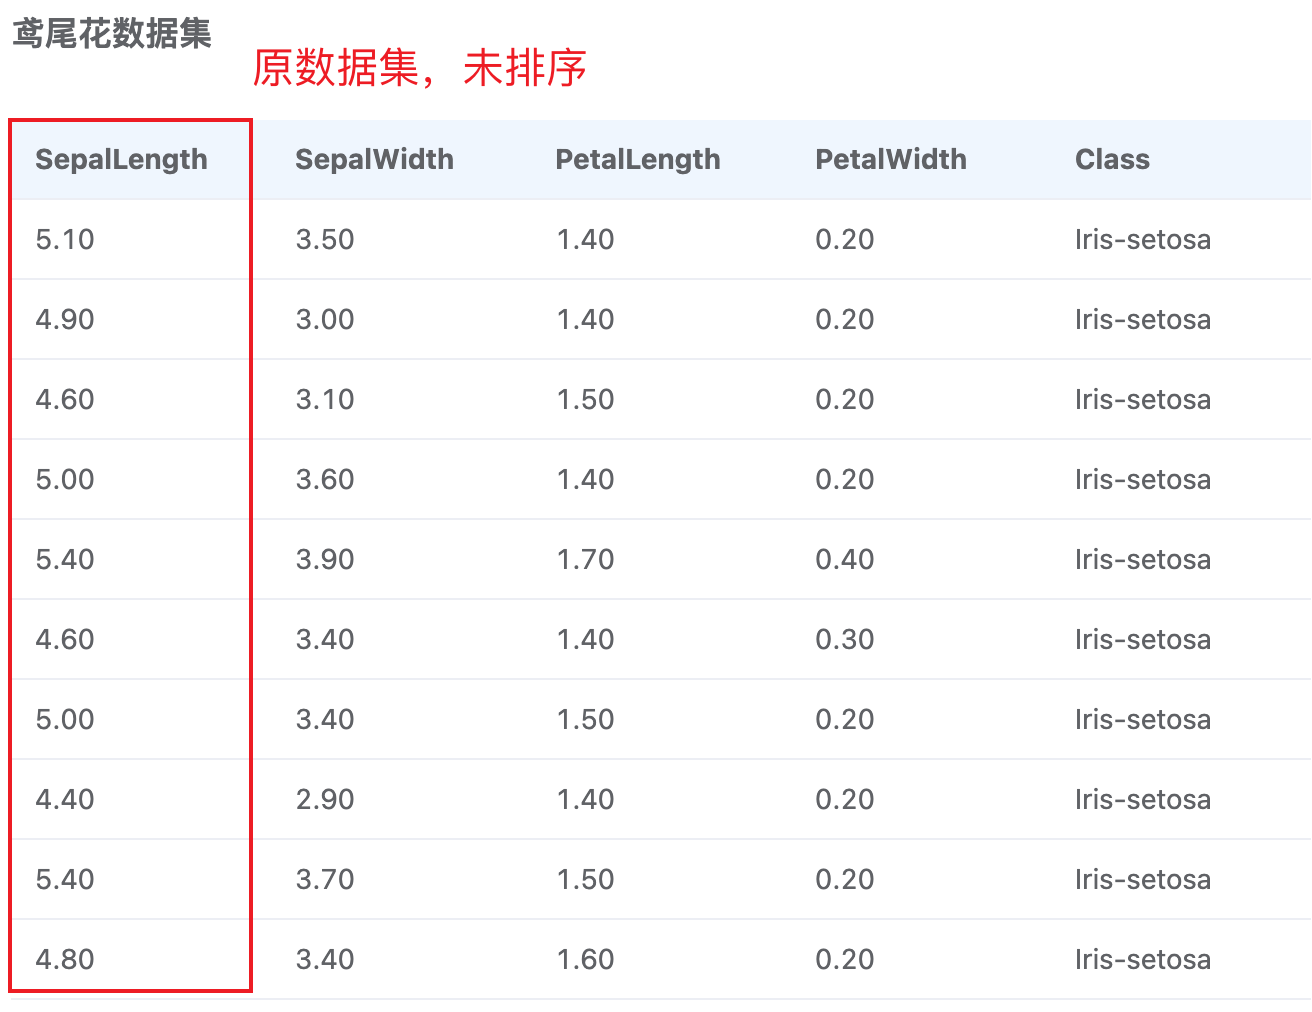 鸢尾花数据集
原数据集，未排序
SepalLength SepalWidth PetalLength PetalWidth Class
5.10 3.50 1.40 0.20 Iris-setosa
4.90 3.00 1.40 0.20 Iris-setosa
4.60 3.10 1.50 0.20 Iris-setosa
5.00 3.60 1.40 0.20 Iris-setosa
5.40 3.90 1.70 0.40 Iris-setosa
4.60 3.40 1.40 0.30 Iris-setosa
5.00 3.40 1.50 0.20 Iris-setosa
4.40 2.90 1.40 0.20 Iris-setosa
5.40 3.70 1.50 0.20 Iris-setosa
4.80 3.40 1.60 0.20 Iris-setosa